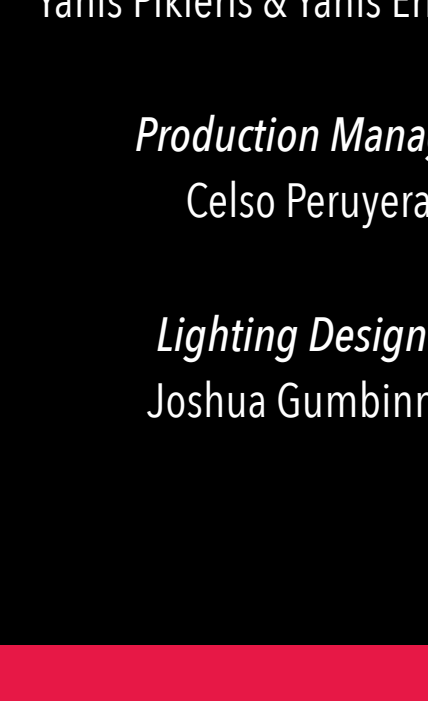 Yanis Pikieris & Yanis
Production
Celso Peruyera
Lighting Design
Joshua